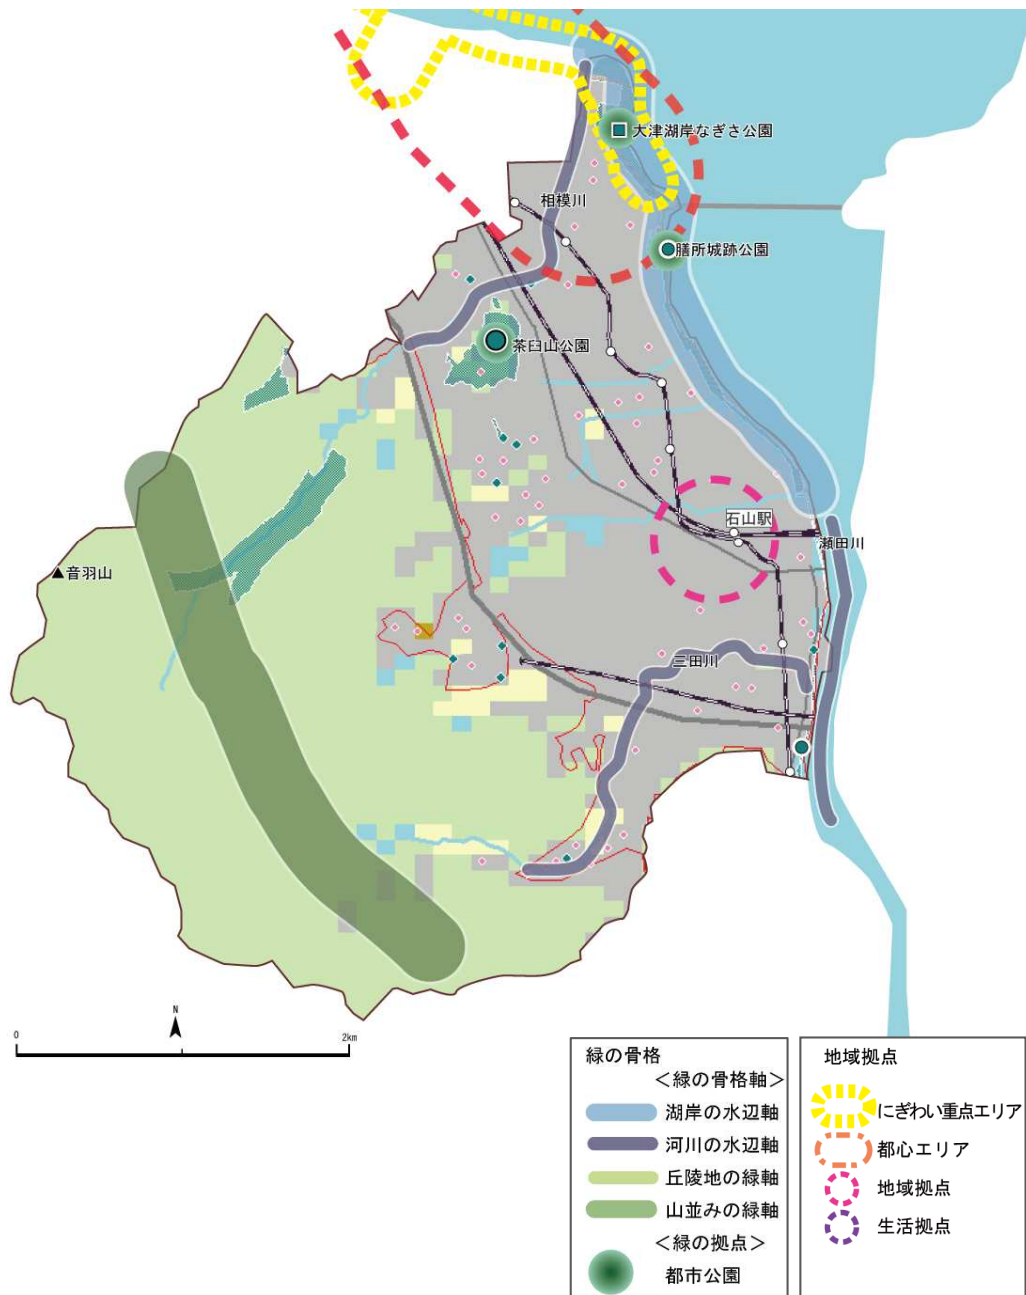 大津湖岸なぎさ公園
相模川
膳所城跡公園
茶臼山公園
石山駅
瀬田川
▲音羽山
三田川
N
0
2km
緑の骨格
＜緑の骨格軸＞
湖岸の水辺軸
河川の水辺軸
丘陵地の緑軸
山並みの緑軸
＜緑の拠点＞
都市公園
地域拠点
にぎわい重点エリア
都心エリア
地域拠点
生活拠点